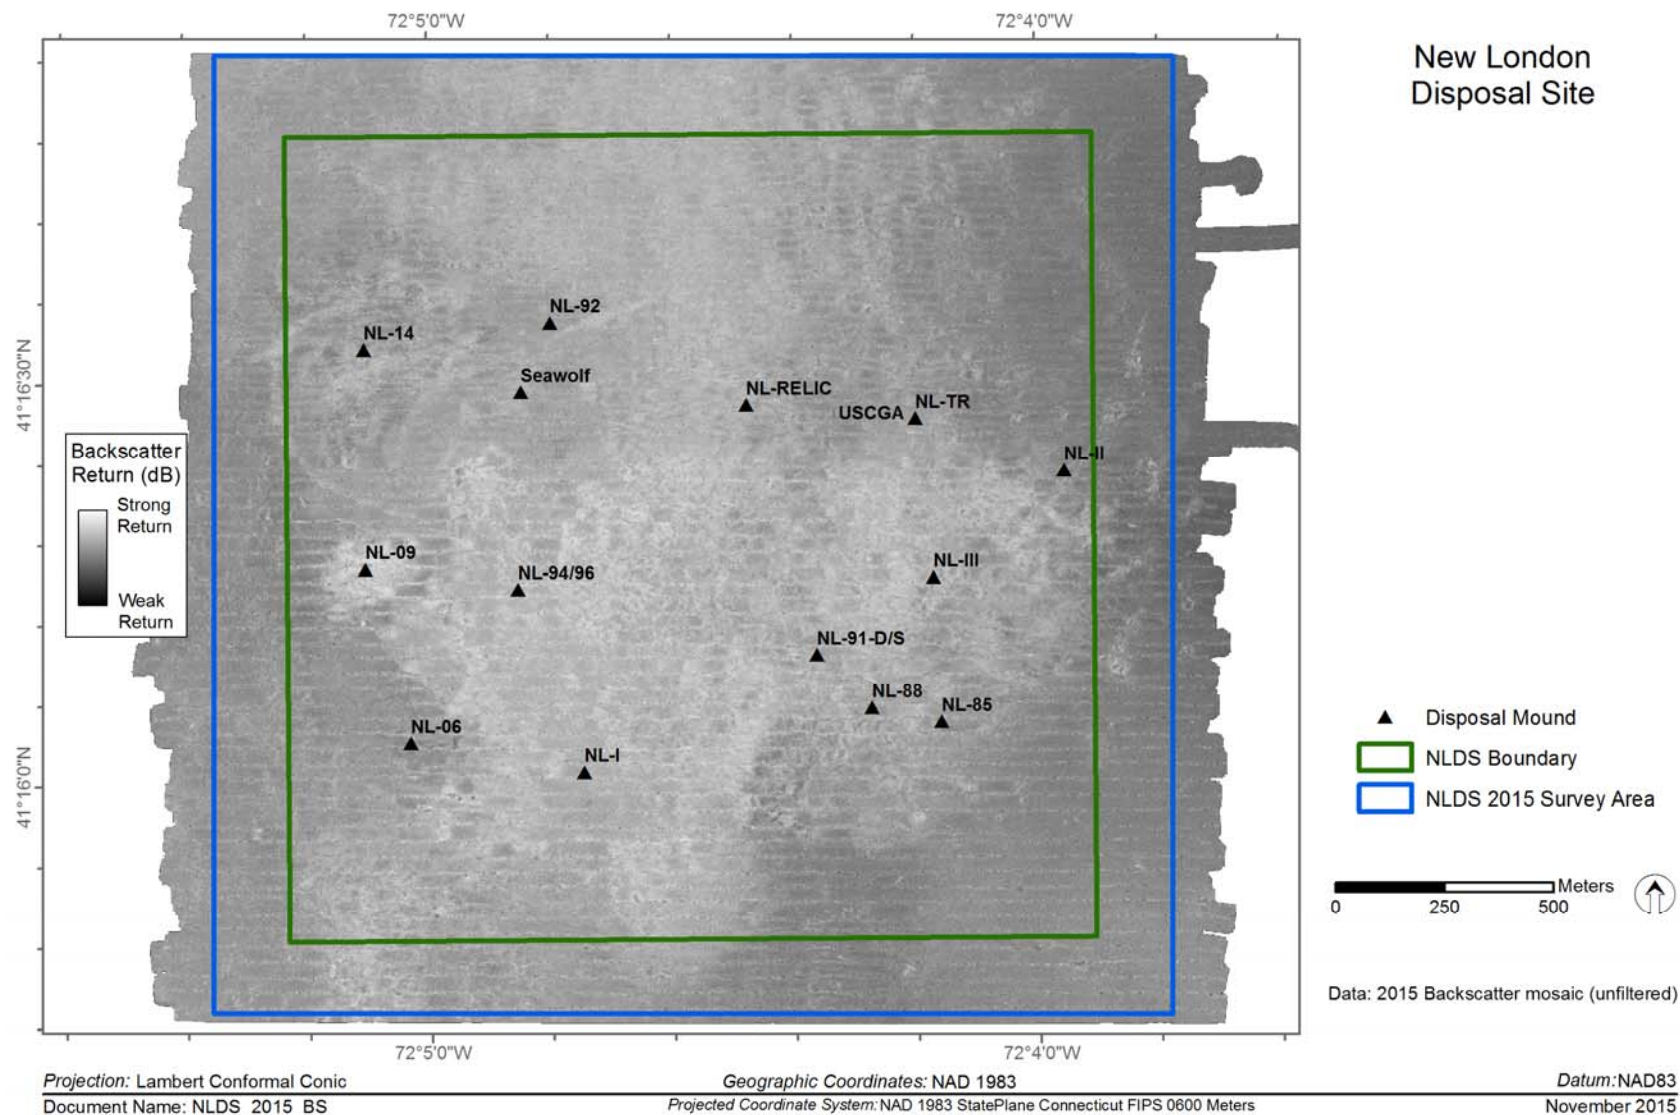 72°5'0"W
72°4'0"W
New London
Disposal Site
NL-92
NL-14
Seawolf
NL-RELIC
NL-TR
USCGA
41°16'30"N
NL-II
Backscatter
Return (dB)
Strong
Return
Weak
Return
NL-09
NL-94/96
NL-III
NL-91-D/S
NL-88
NL-85
NL-06
NL-I
41°16'0"N
Disposal Mound
NLDS Boundary
NLDS 2015 Survey Area
Meters
0 250 500
Data: 2015 Backscatter mosaic (unfiltered)
72°5'0"W
72°4'0"W
Projection: Lambert Conformal Conic
Geographic Coordinates: NAD 1983
Datum:NAD83
Document Name: NLDS_2015_BS
Projected Coordinate System: NAD 1983 StatePlane Connecticut FIPS 0600 Meters
November 2015